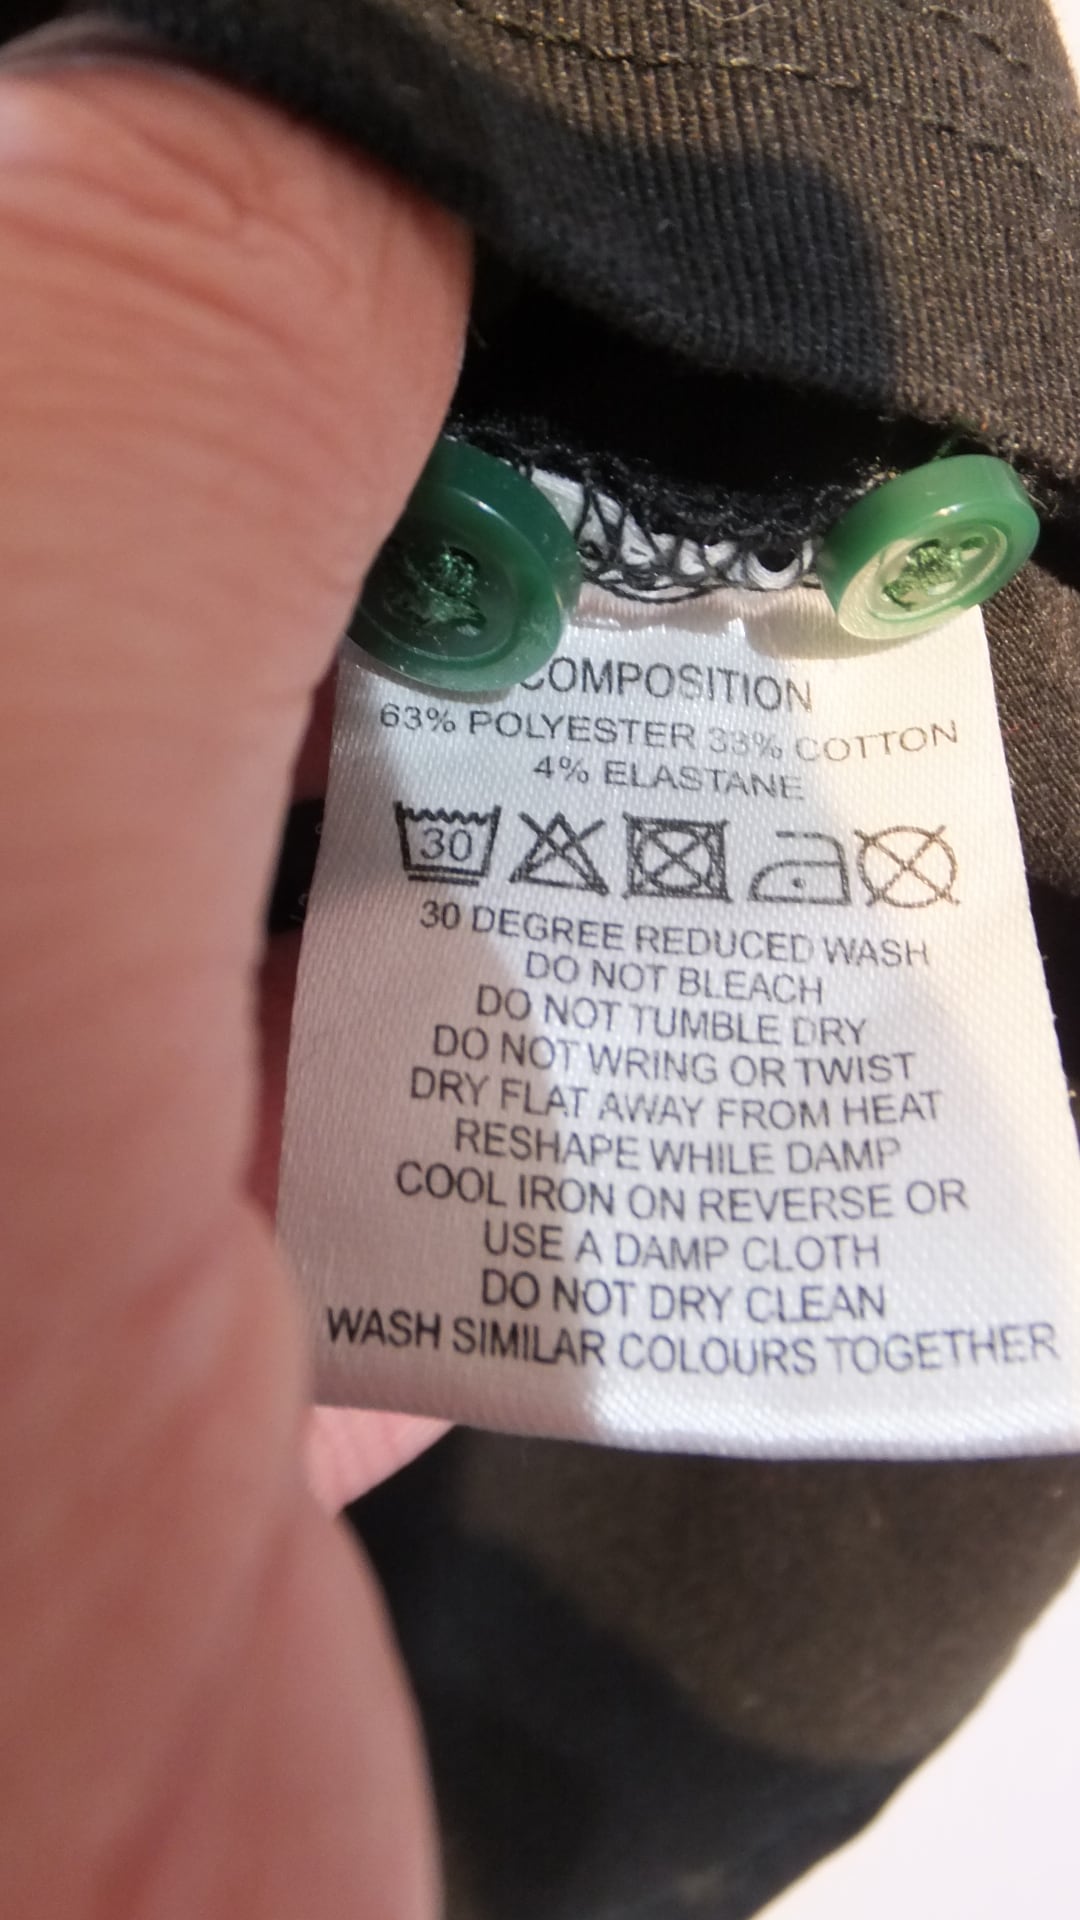 COMPOSITION
63% POLYESTER 33% COTTON
4% ELASTANE
30
30 DEGREE REDUCED WASH
DO NOT BLEACH
DO NOT TUMBLE DRY
DO NOT WRING OR TWIST
DRY FLAT AWAY FROM HEAT
RESHAPE WHILE DAMP
COOL IRON ON REVERSE OR
USE A DAMP CLOTH
DO NOT DRY CLEAN
WASH SIMILAR COLOURS TOGETHER